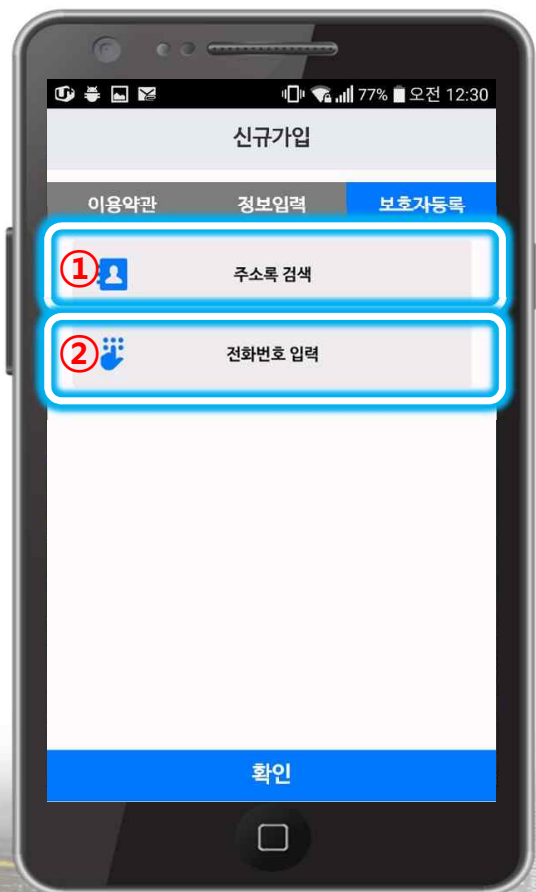 77% 오전 12:30
신규가입
이용약관 정보입력 보호자등록
① 주소록 검색
② 전화번호 입력
확인